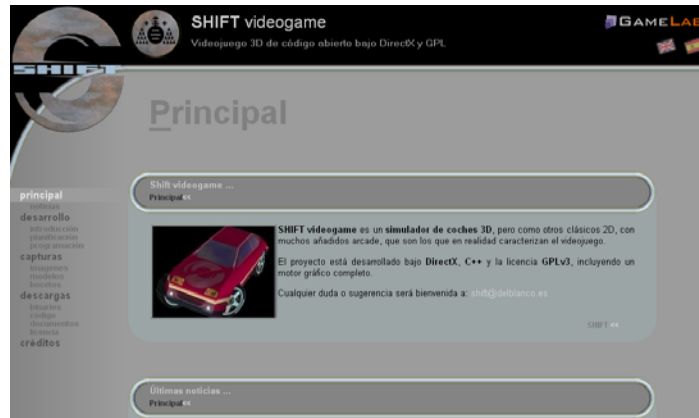 SHIFT videogame
Videojuego 3D de código abierto bajo DirectX y GPL
GAMELAB
SHIFT
Principal
principal
noticias
desarrollo
introducción
planificación
programación
capturas
imagenes
modelos
bocetos
descargas
binarios
código
documentos
licencia
créditos
Shift videogame ...
Principal<<
SHIFT videogame es un simulador de coches 3D, pero como otros clásicos 2D, con
muchos añadidos arcade, que son los que en realidad caracterizan el videojuego.
El proyecto está desarrollado bajo DirectX, C++ y la licencia GPLv3, incluyendo un
motor gráfico completo.
Cualquier duda o sugerencia será bienvenida a: shift@delblanco.es
SHIFT <<
Últimas noticias ...
Principal<<